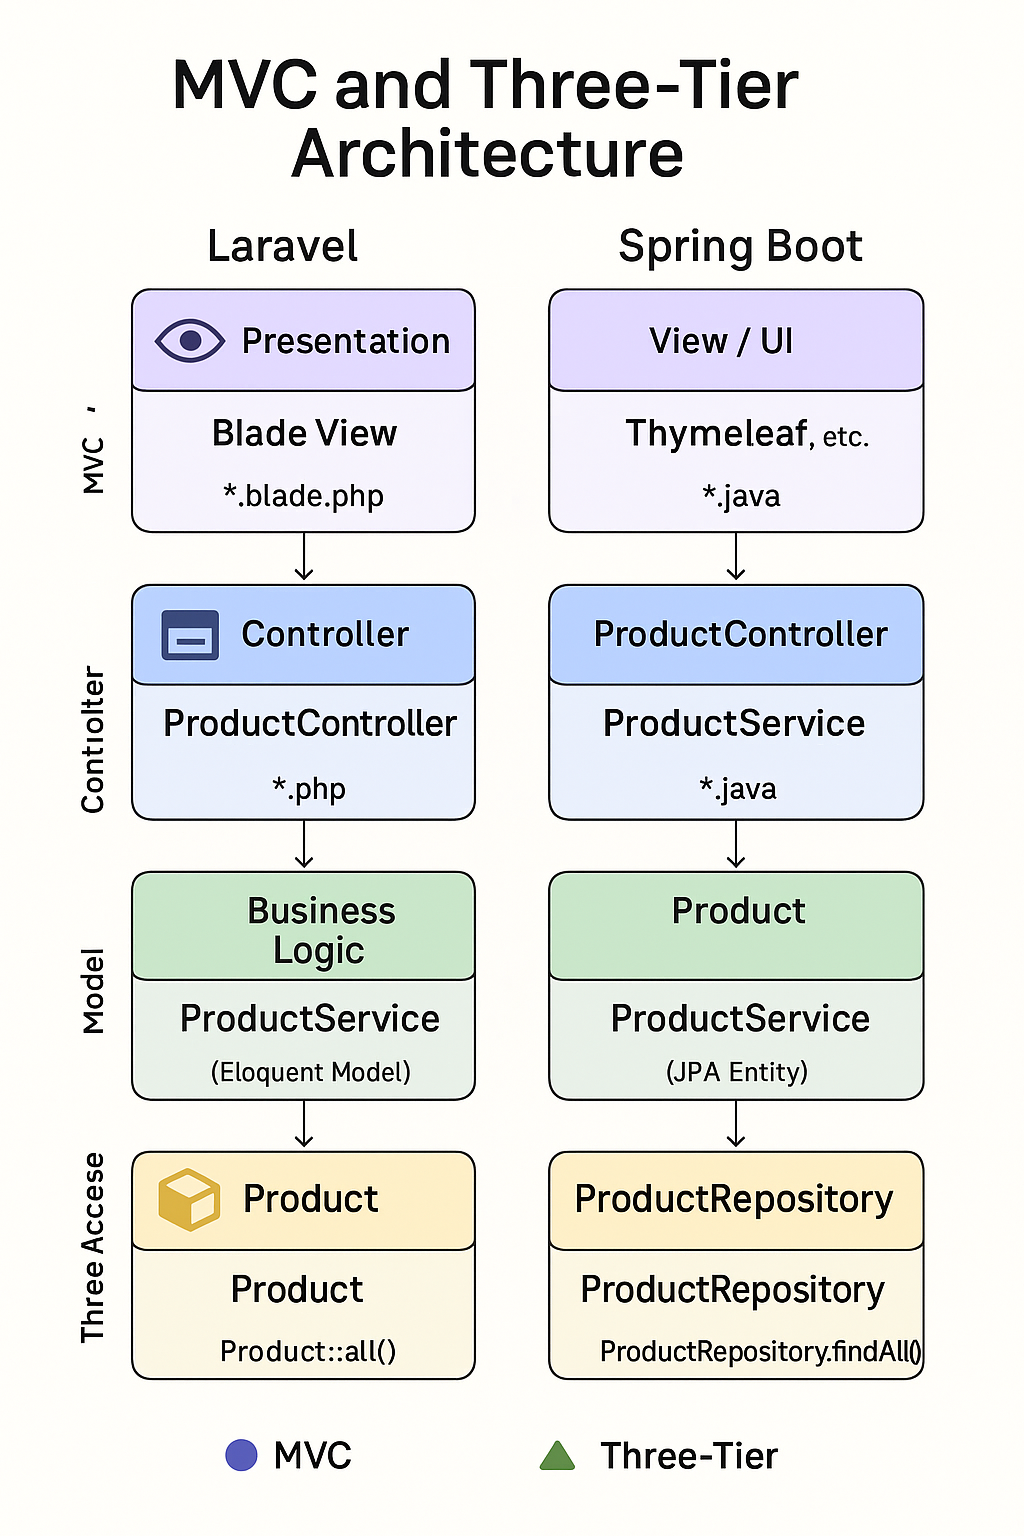 MVC and Three-Tier
Architecture
Laravel
Spring Boot
MVC ,
Presentation
Blade View
*.blade.php
View / UI
Thymeleaf, etc.
*.java
Contıolter
Controller
ProductController
*.php
ProductController
ProductService
*.java
Model
Business
Logic
ProductService
(Eloquent Model)
Product
ProductService
(JPA Entity)
Three Accese
Product
Product
Product::all()
ProductRepository
ProductRepository
ProductRepository.findAll()
MVC
Three-Tier